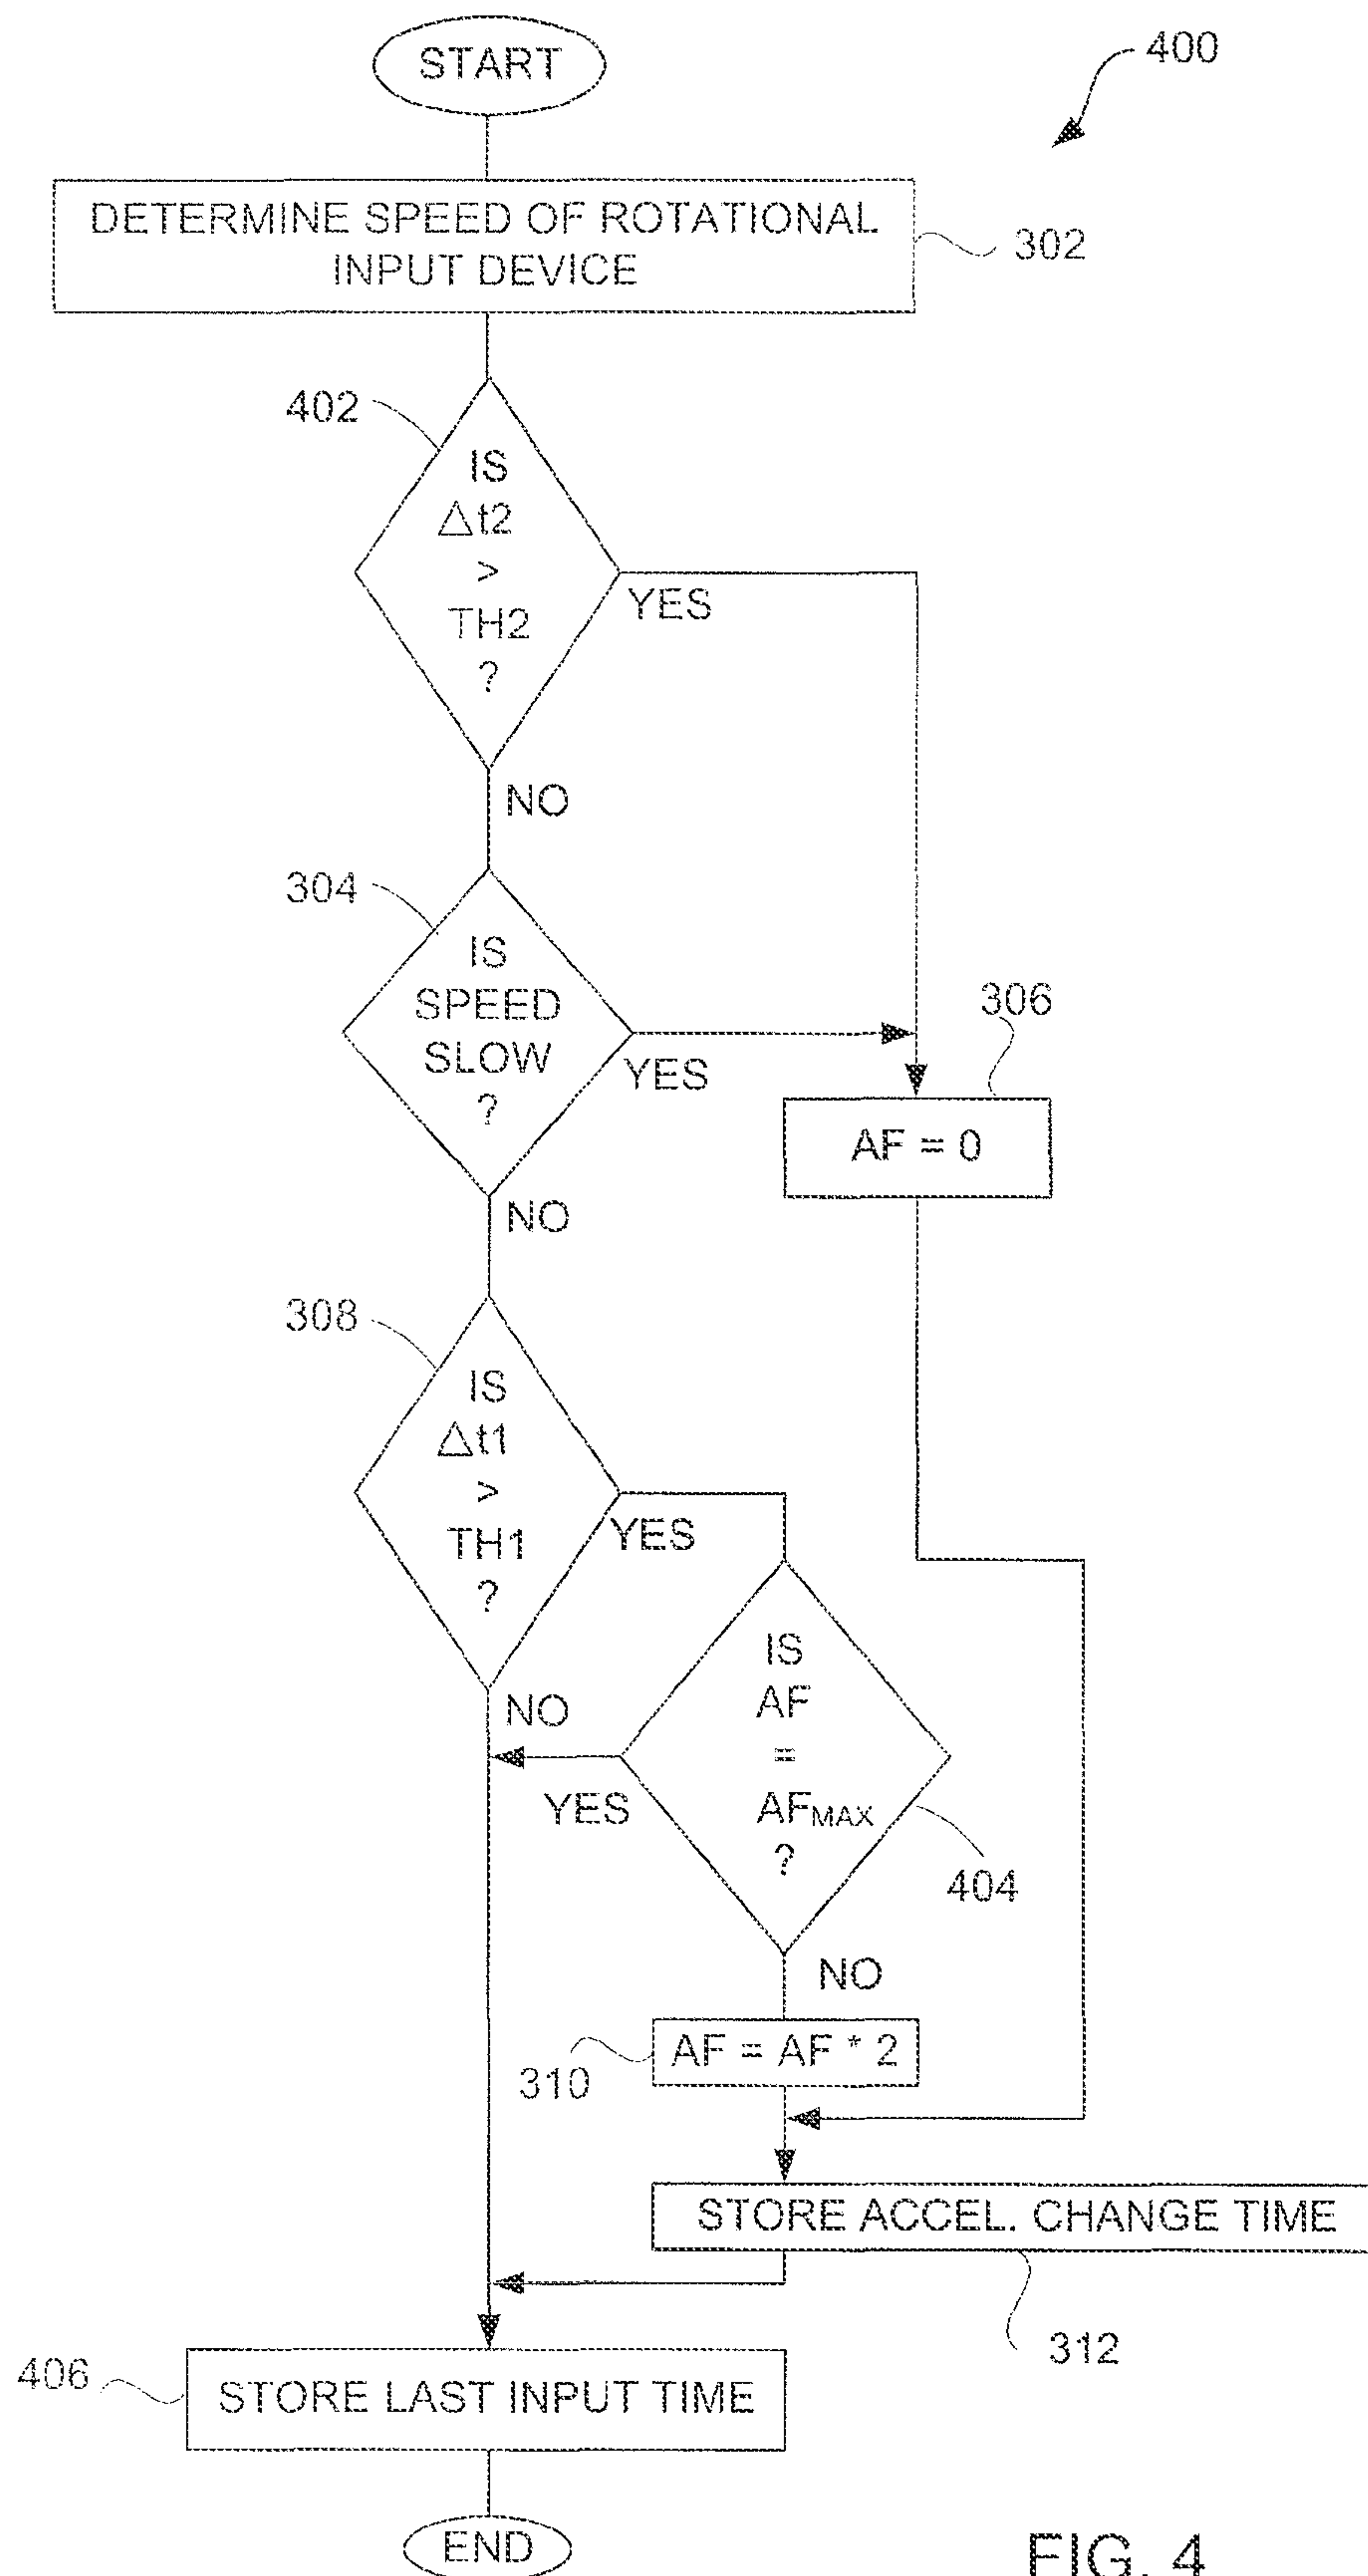 START
400
DETERMINE SPEED OF ROTATIONAL
INPUT DEVICE
302
402
IS
Δt2
>
TH2
?
YES
NO
304
IS
SPEED
SLOW
?
YES
306
AF = 0
NO
308
IS
Δt1
>
TH1
?
YES
NO
IS
AF
=
AFMAX
?
YES
404
NO
AF = AF * 2
310
STORE ACCEL. CHANGE TIME
312
406
STORE LAST INPUT TIME
END
FIG. 4